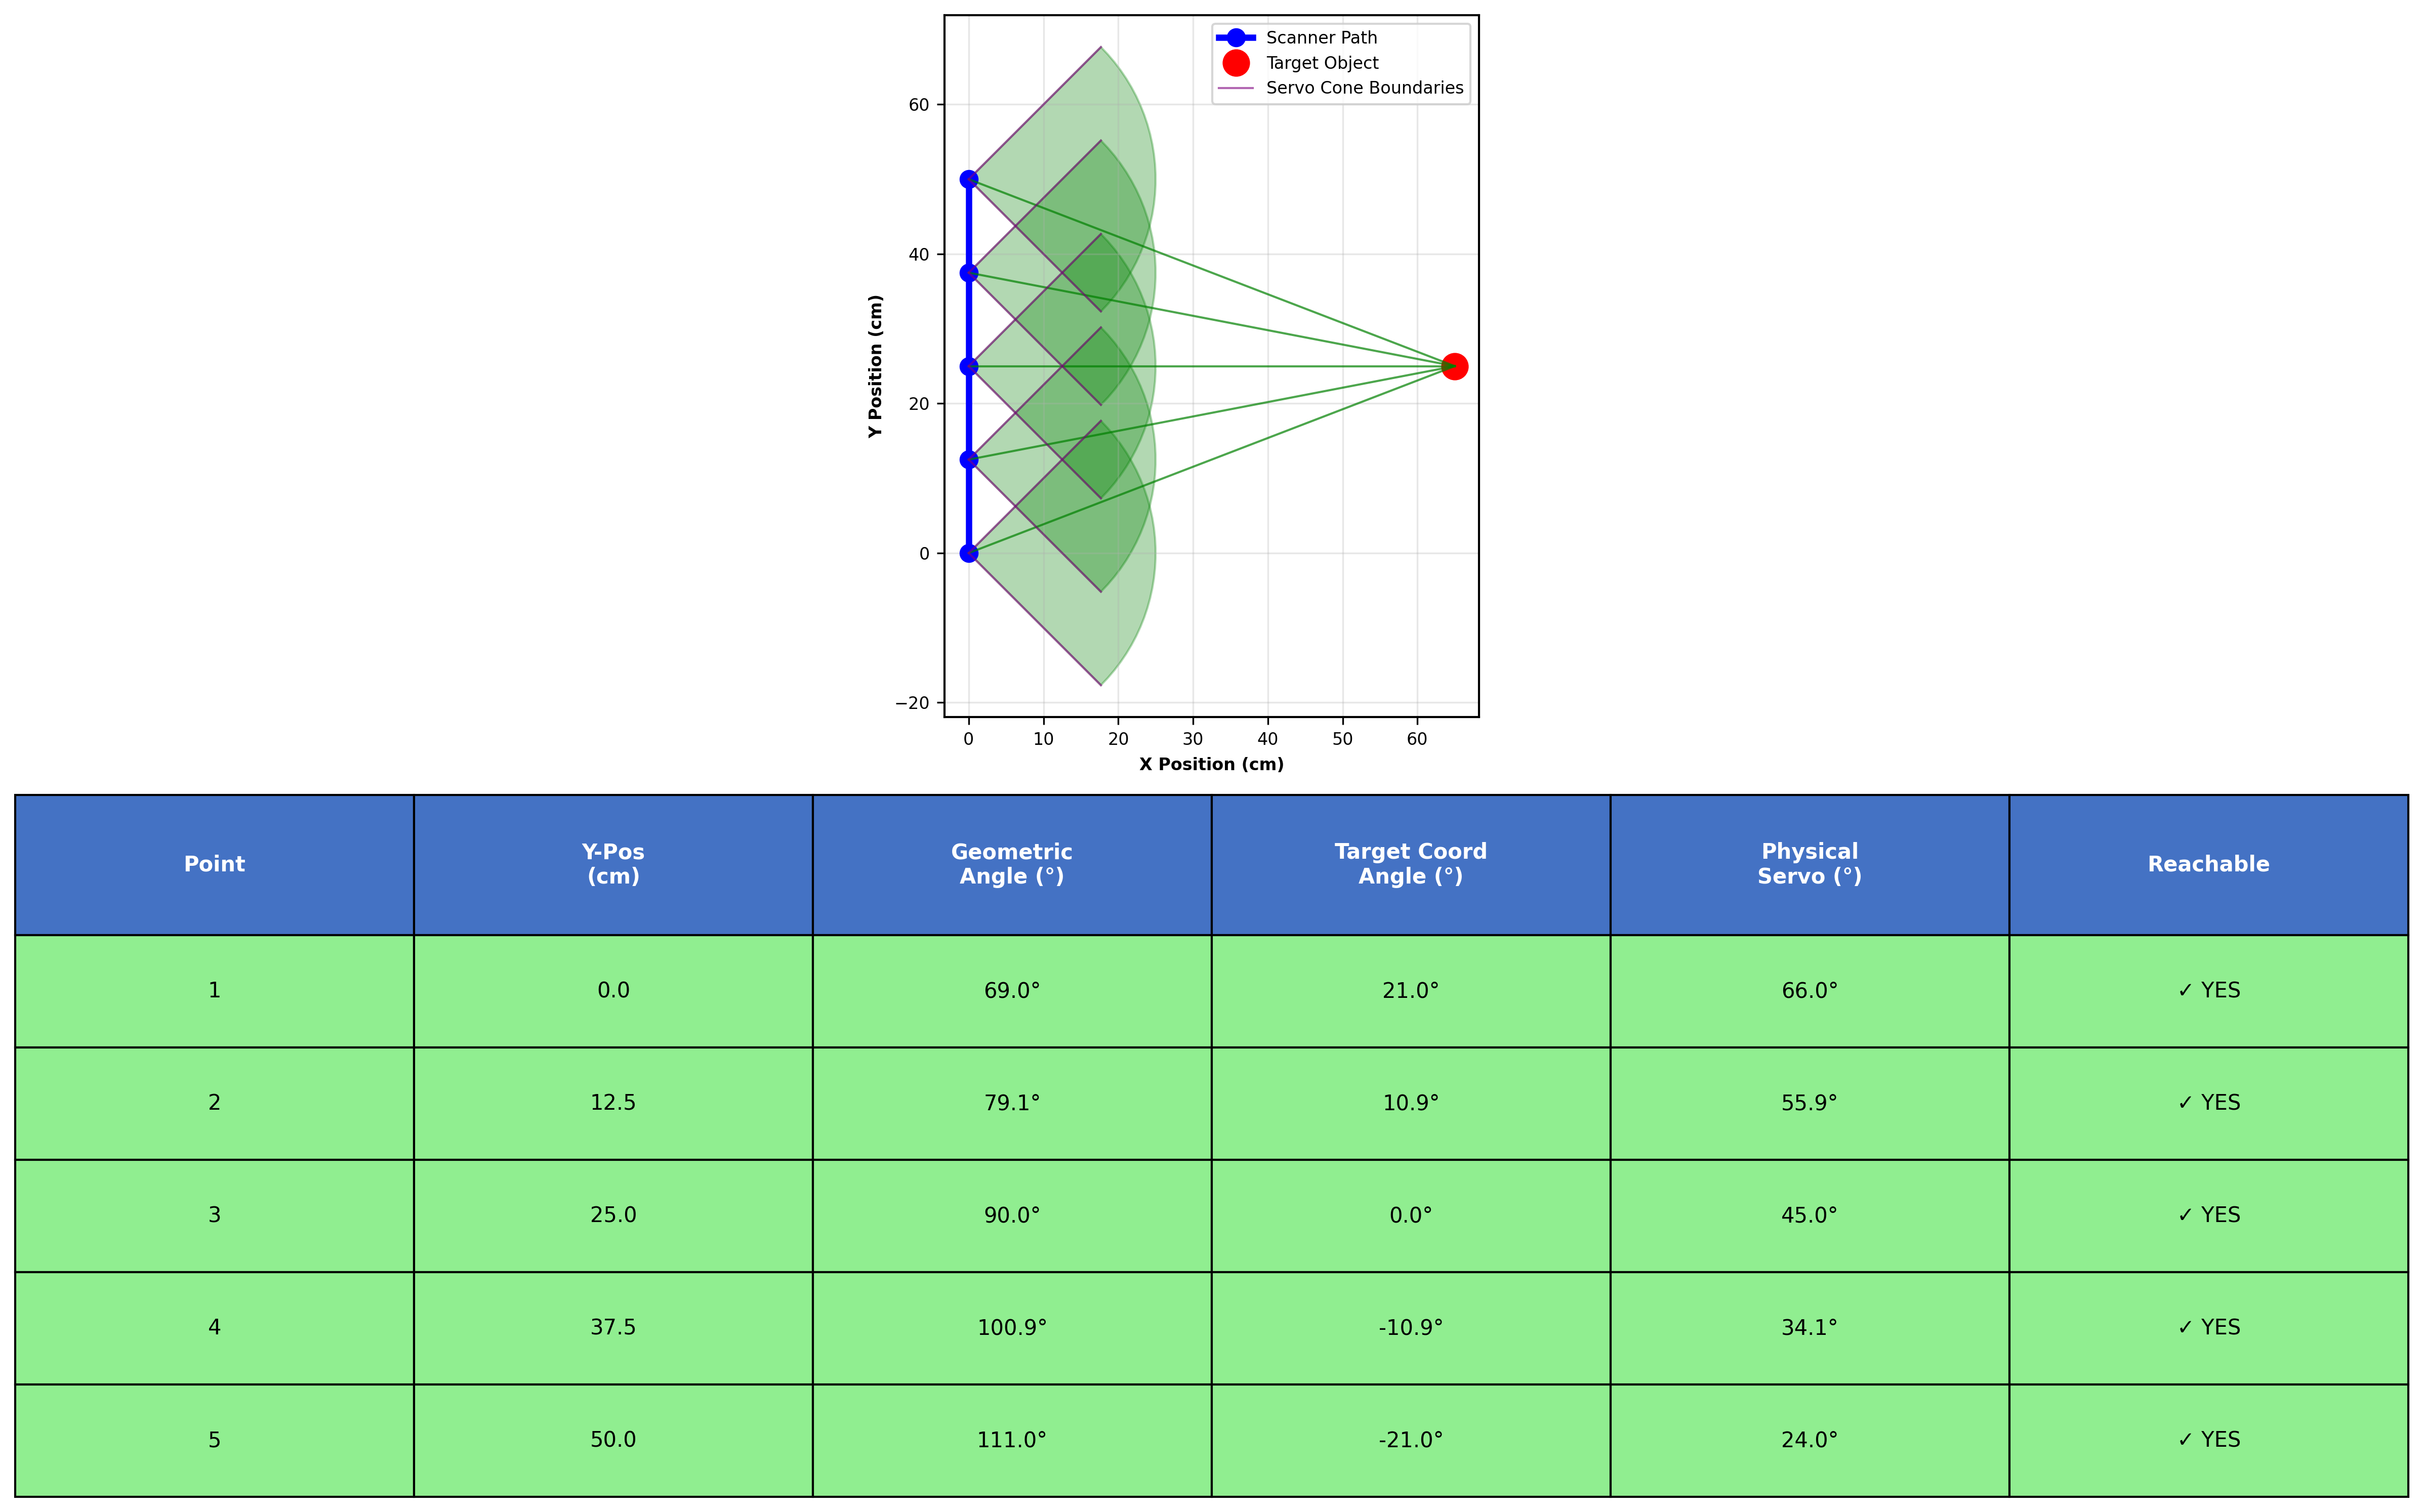 Scanner Path
Target Object
Servo Cone Boundaries
60
40
20
0
−20
Y Position (cm)
0 10 20 30 40 50 60
X Position (cm)
Point Y-Pos (cm) Geometric Angle (°) Target Coord Angle (°) Physical Servo (°) Reachable
1 0.0 69.0° 21.0° 66.0° ✓ YES
2 12.5 79.1° 10.9° 55.9° ✓ YES
3 25.0 90.0° 0.0° 45.0° ✓ YES
4 37.5 100.9° -10.9° 34.1° ✓ YES
5 50.0 111.0° -21.0° 24.0° ✓ YES